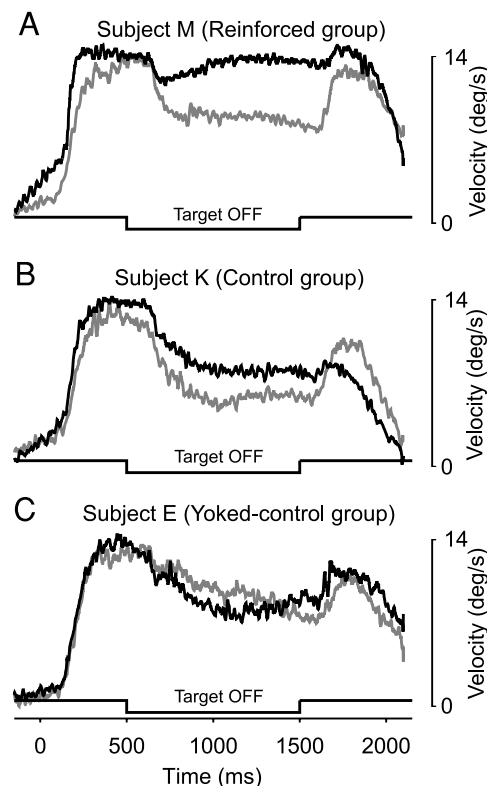 A
Subject M (Reinforced group)
14
Velocity (deg/s)
Target OFF
0
B
Subject K (Control group)
14
Velocity (deg/s)
Target OFF
0
C
Subject E (Yoked-control group)
14
Velocity (deg/s)
Target OFF
0
0 500 1000 1500 2000
Time (ms)